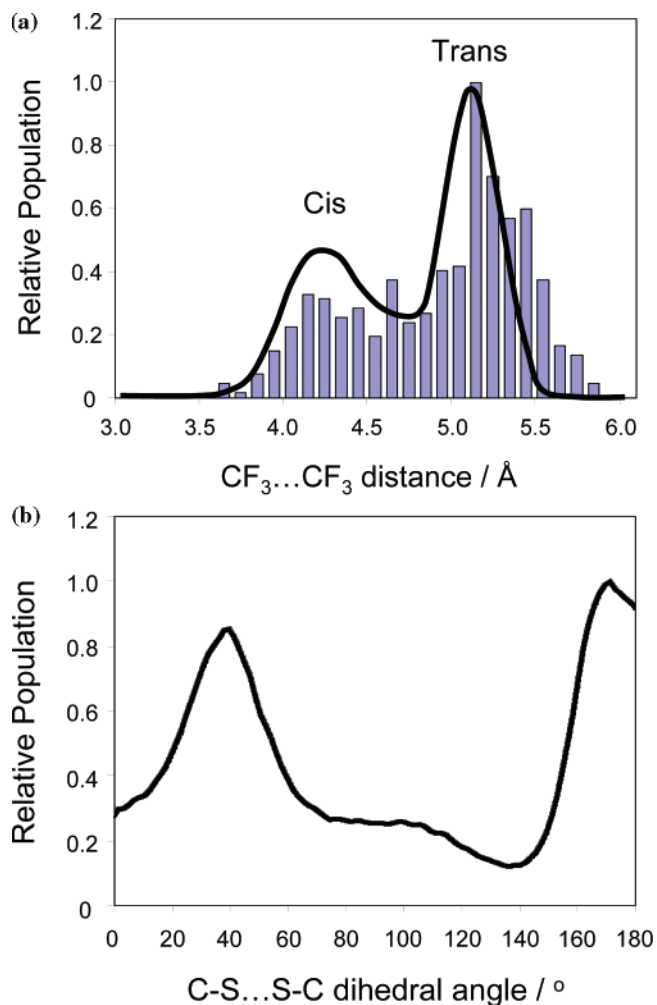 (a)
1.2
1.0
0.8
0.6
0.4
0.2
0
Relative Population
Cis
Trans
3.0 3.5 4.0 4.5 5.0 5.5 6.0
CF₃...CF₃ distance / Å
(b)
1.2
1.0
0.8
0.6
0.4
0.2
0
Relative Population
0 20 40 60 80 100 120 140 160 180
C-S...S-C dihedral angle / °